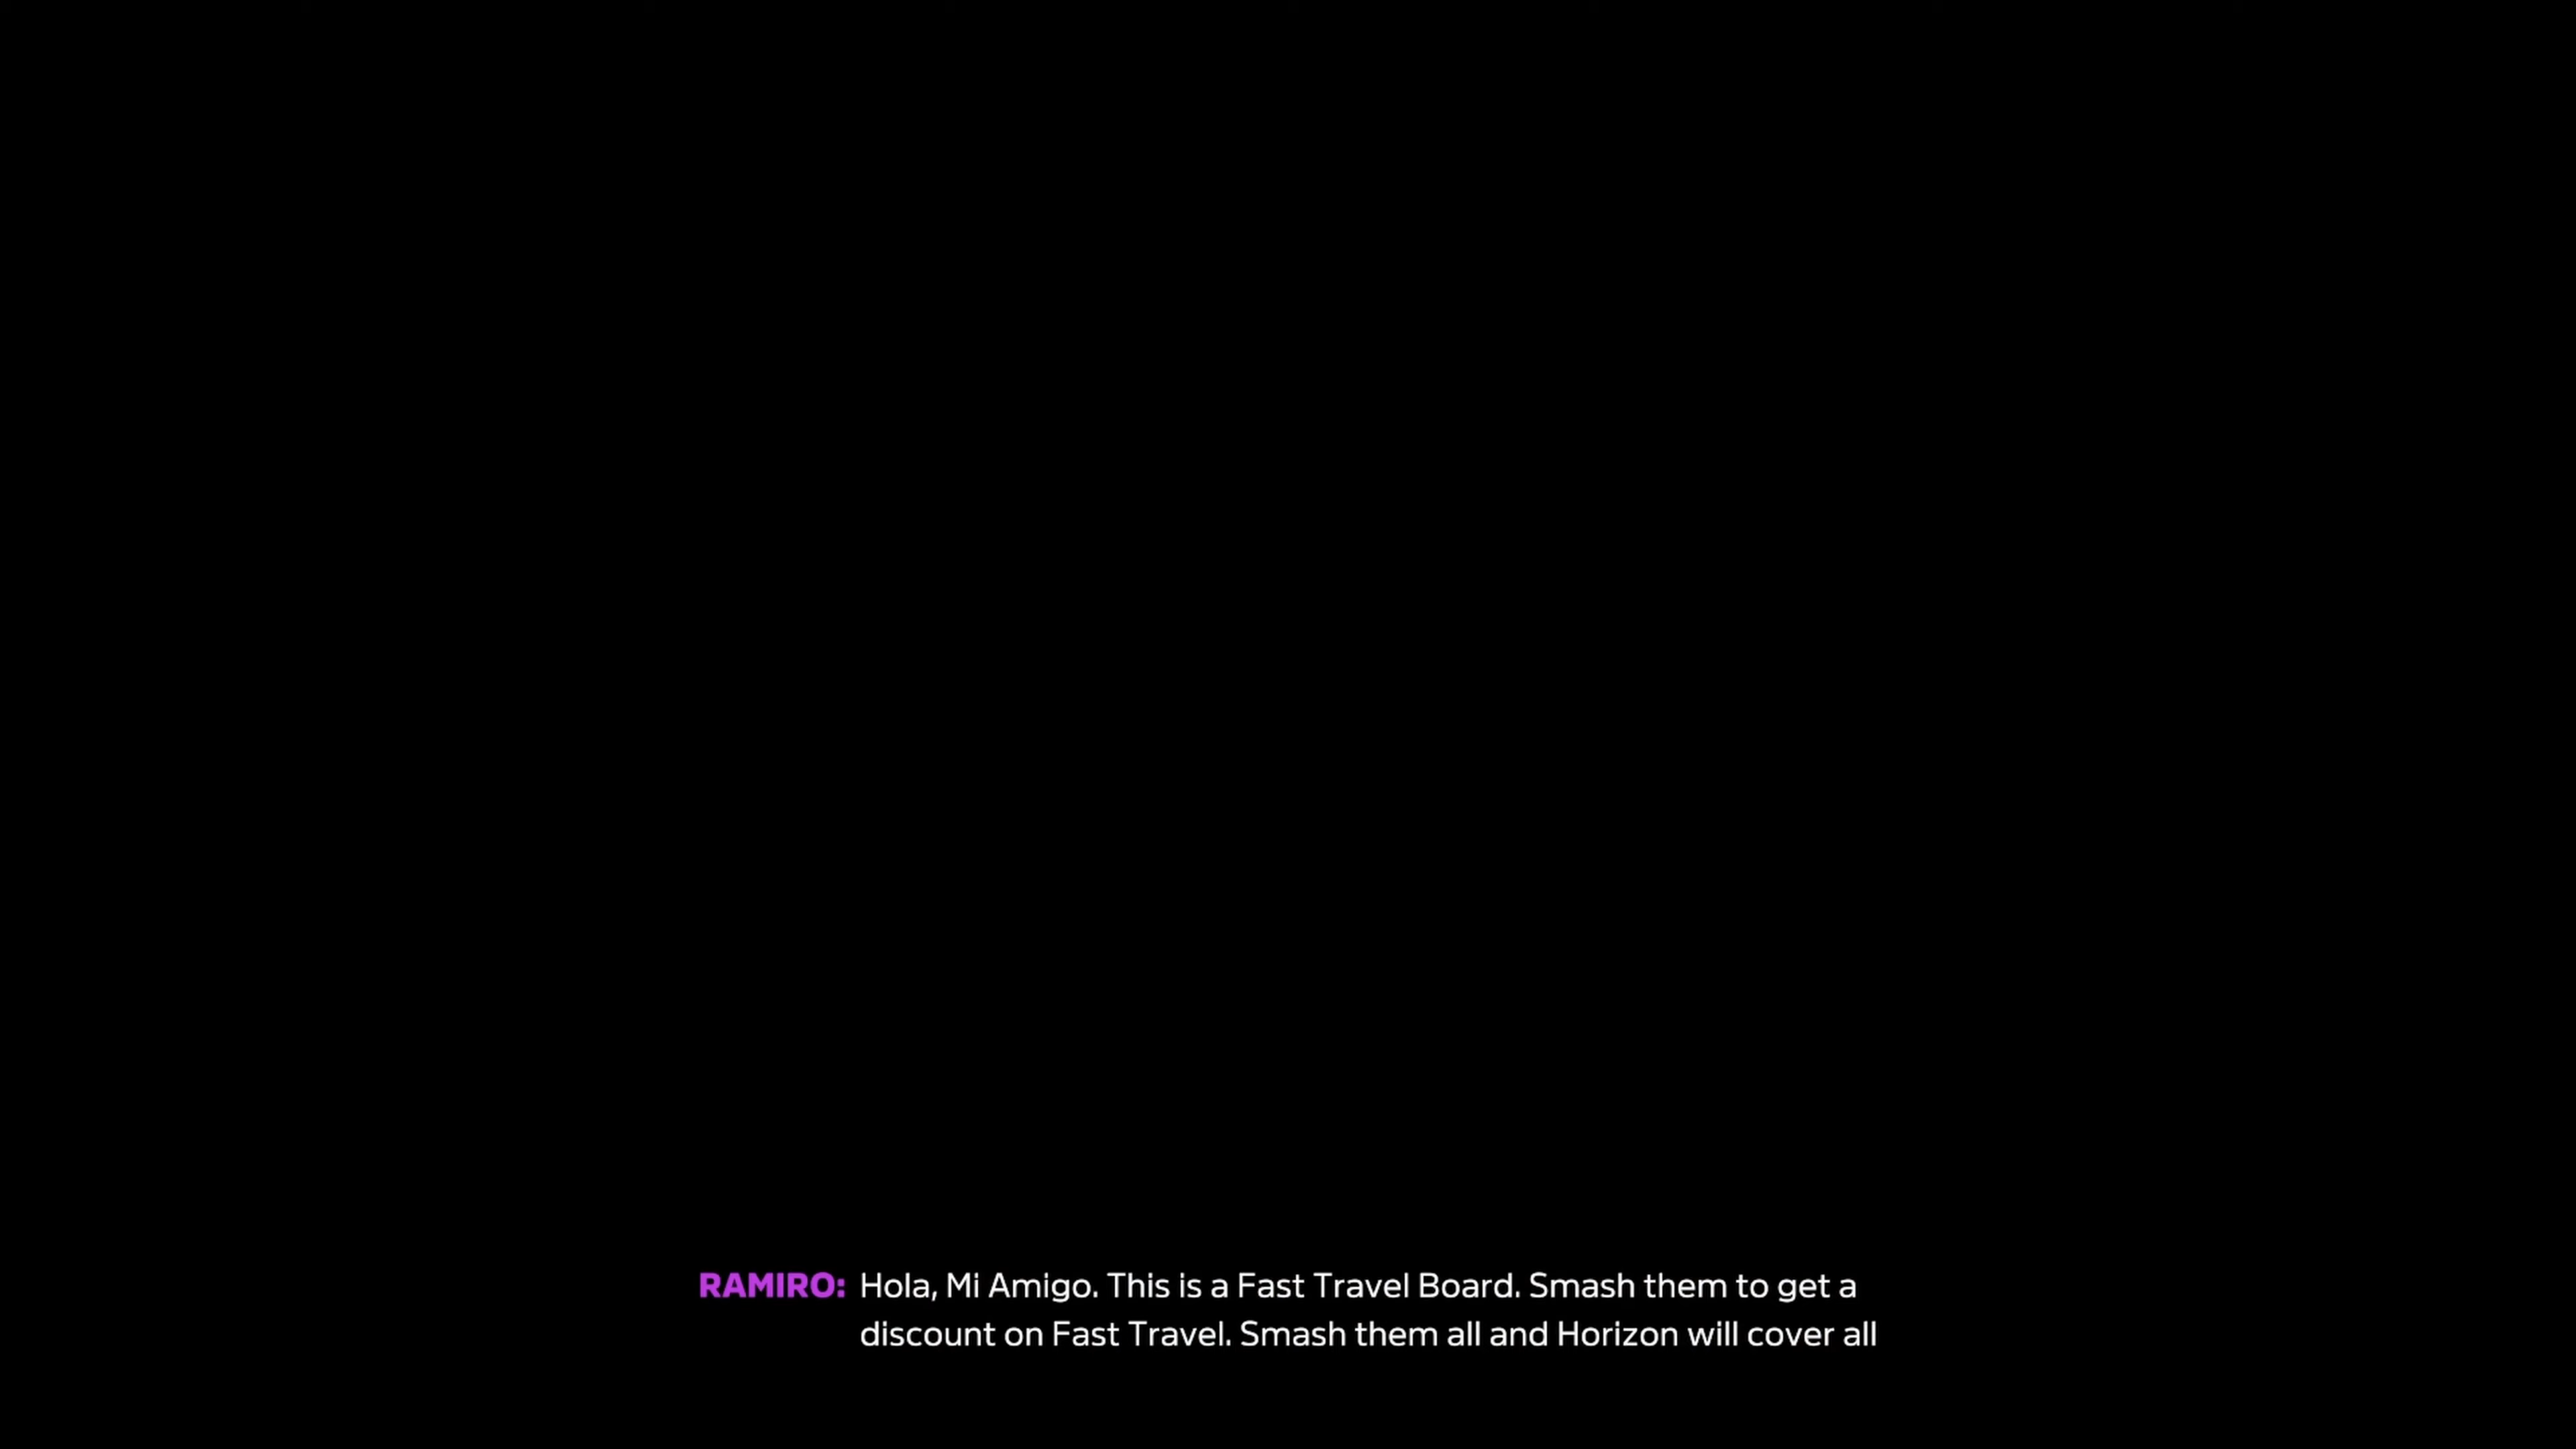 RAMIRO: Hola, Mi Amigo. This is a Fast Travel Board. Smash them to get a
discount on Fast Travel. Smash them all and Horizon will cover all